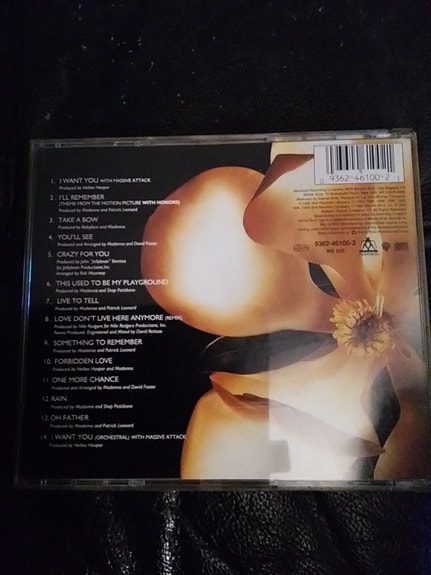 1. I WANT YOU WITH MASSIVE ATTACK
Produced by Nellee Hooper
2. I'LL REMEMBER
(THEME FROM THE MOTION PICTURE WITH HONORS)
Produced by Madonna and Patrick Leonard
3. TAKE A BOW
Produced by Babyface and Madonna
4. YOU'LL SEE
Produced and Arranged by Madonna and David Foster
5. CRAZY FOR YOU
Produced by John "Jellybean" Benitez
for Jellybean Productions, Inc
Arranged by Rob Mounsey
6. THIS USED TO BE MY PLAYGROUND
Produced by Madonna and Shep Pettibone
7. LIVE TO TELL
Produced by Madonna and Patrick Leonard
8. LOVE DON'T LIVE HERE ANYMORE (REMIX)
Produced by Nile Rodgers for Nile Rodgers Productions, Inc.
Remix Produced, Engineered and Mixed by David Reitzas
9. SOMETHING TO REMEMBER
Produced by Madonna and Patrick Leonard
10. FORBIDDEN LOVE
Produced by Nellee Hooper and Madonna
11. ONE MORE CHANCE
Produced and Arranged by Madonna and David Foster
12. RAIN
Produced by Madonna and Shep Pettibone
13. OH FATHER
Produced by Madonna and Patrick Leonard
14. I WANT YOU (ORCHESTRAL) WITH MASSIVE ATTACK
Produced by Nellee Hooper
0 9362-46100-2
9362-46100-2